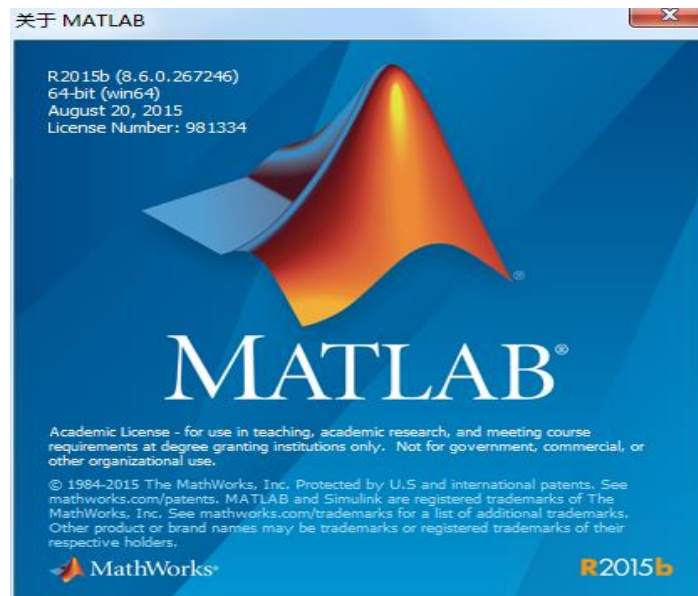 关于 MATLAB
R2015b (8.6.0.267246)
64-bit (win64)
August 20, 2015
License Number: 981334
®
MATLAB®
Academic License - for use in teaching, academic research, and meeting course
requirements at degree granting institutions only.  Not for government, commercial, or
other organizational use.
© 1984-2015 The MathWorks, Inc. Protected by U.S and international patents. See
mathworks.com/patents. MATLAB and Simulink are registered trademarks of The
MathWorks, Inc. See mathworks.com/trademarks for a list of additional trademarks.
Other product or brand names may be trademarks or registered trademarks of their
respective holders.
MathWorks®
R2015b